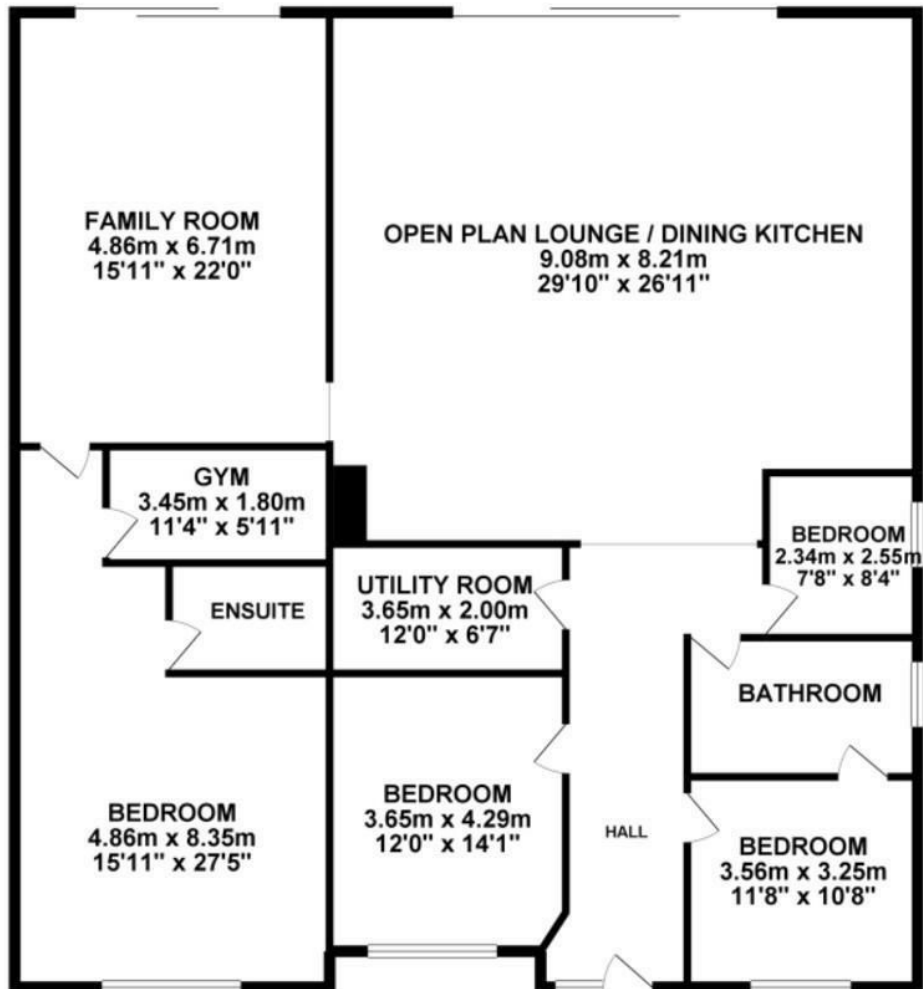 FAMILY ROOM
4.86m x 6.71m
15'11" x 22'0"
OPEN PLAN LOUNGE / DINING KITCHEN
9.08m x 8.21m
29'10" x 26'11"
GYM
3.45m x 1.80m
11'4" x 5'11"
BEDROOM
2.34m x 2.55m
7'8" x 8'4"
UTILITY ROOM
3.65m x 2.00m
12'0" x 6'7"
ENSUITE
BATHROOM
BEDROOM
4.86m x 8.35m
15'11" x 27'5"
BEDROOM
3.65m x 4.29m
12'0" x 14'1"
HALL
BEDROOM
3.56m x 3.25m
11'8" x 10'8"